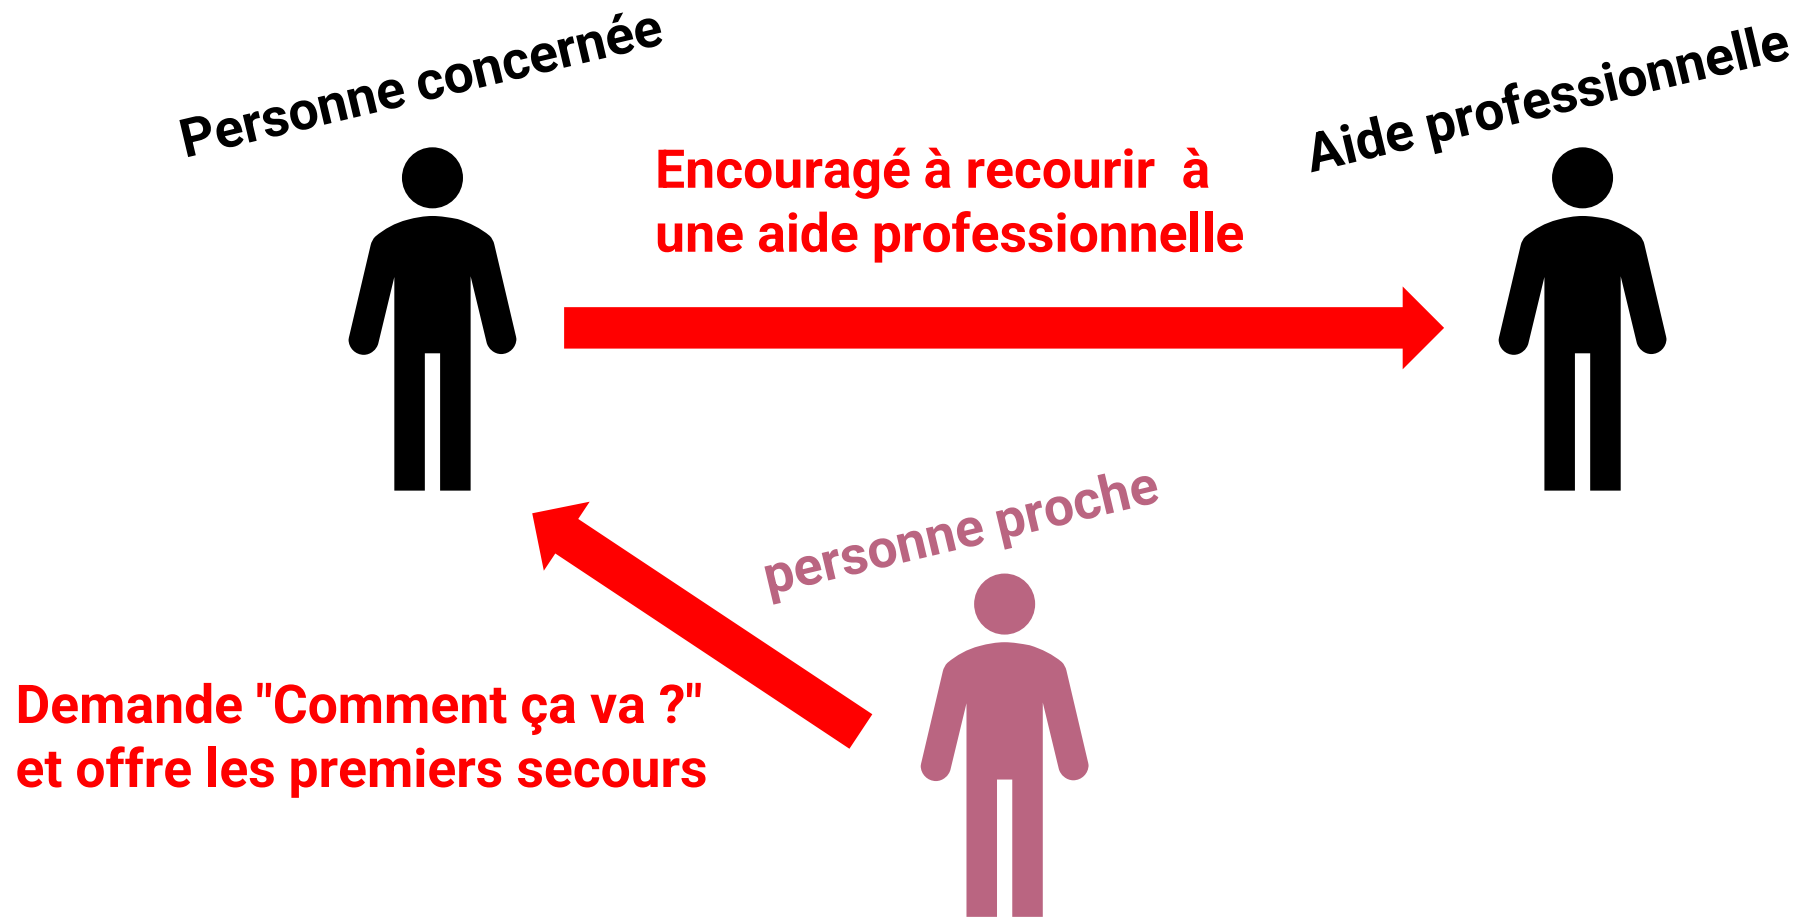 Personne concernée
Aide professionnelle
Encouragé à recourir  à
une aide professionnelle
personne proche
Demande "Comment ça va ?"
et offre les premiers secours